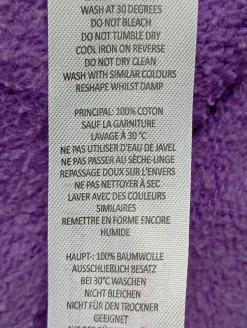 WASH AT 30 DEGREES
DO NOT BLEACH
DO NOT TUMBLE DRY
COOL IRON ON REVERSE
DO NOT DRY CLEAN
WASH WITH SIMILAR COLOURS
RESHAPE WHILST DAMP
PRINCIPAL: 100% COTON
SAUF LA GARNITURE
LAVAGE À 30 °C
NE PAS UTILISER D'EAU DE JAVEL
NE PAS PASSER AU SÈCHE-LINGE
REPASSAGE DOUX SUR L'ENVERS
NE PAS NETTOYER À SEC
LAVER AVEC DES COULEURS
SIMILAIRES
REMETTRE EN FORME ENCORE
HUMIDE
HAUPT-: 100% BAUMWOLLE
AUSSCHLIEßLICH BESATZ
BEI 30°C WASCHEN
NICHT BLEICHEN
NICHT FÜR DEN TROCKNER
GEEIGNET